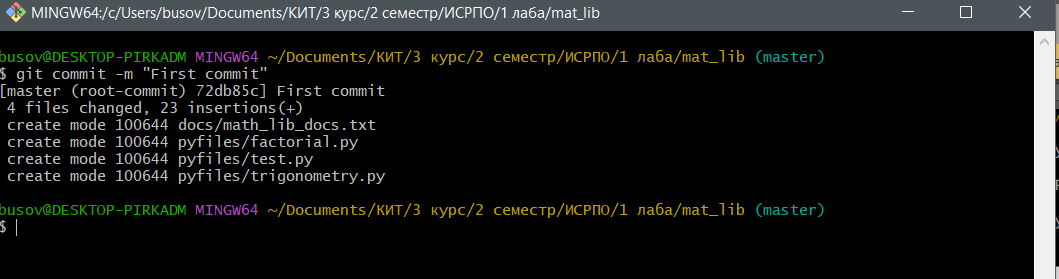 MINGW64:/c/Users/busov/Documents/КИТ/3 курс/2 семестр/ИСРПО/1 лаба/mat_lib
busov@DESKTOP-PIRKADM MINGW64 ~/Documents/КИТ/3 курс/2 семестр/ИСРПО/1 лаба/mat_lib (master)
$ git commit -m "First commit"
[master (root-commit) 72db85c] First commit
 4 files changed, 23 insertions(+)
 create mode 100644 docs/math_lib_docs.txt
 create mode 100644 pyfiles/factorial.py
 create mode 100644 pyfiles/test.py
 create mode 100644 pyfiles/trigonometry.py
busov@DESKTOP-PIRKADM MINGW64 ~/Documents/КИТ/3 курс/2 семестр/ИСРПО/1 лаба/mat_lib (master)
$